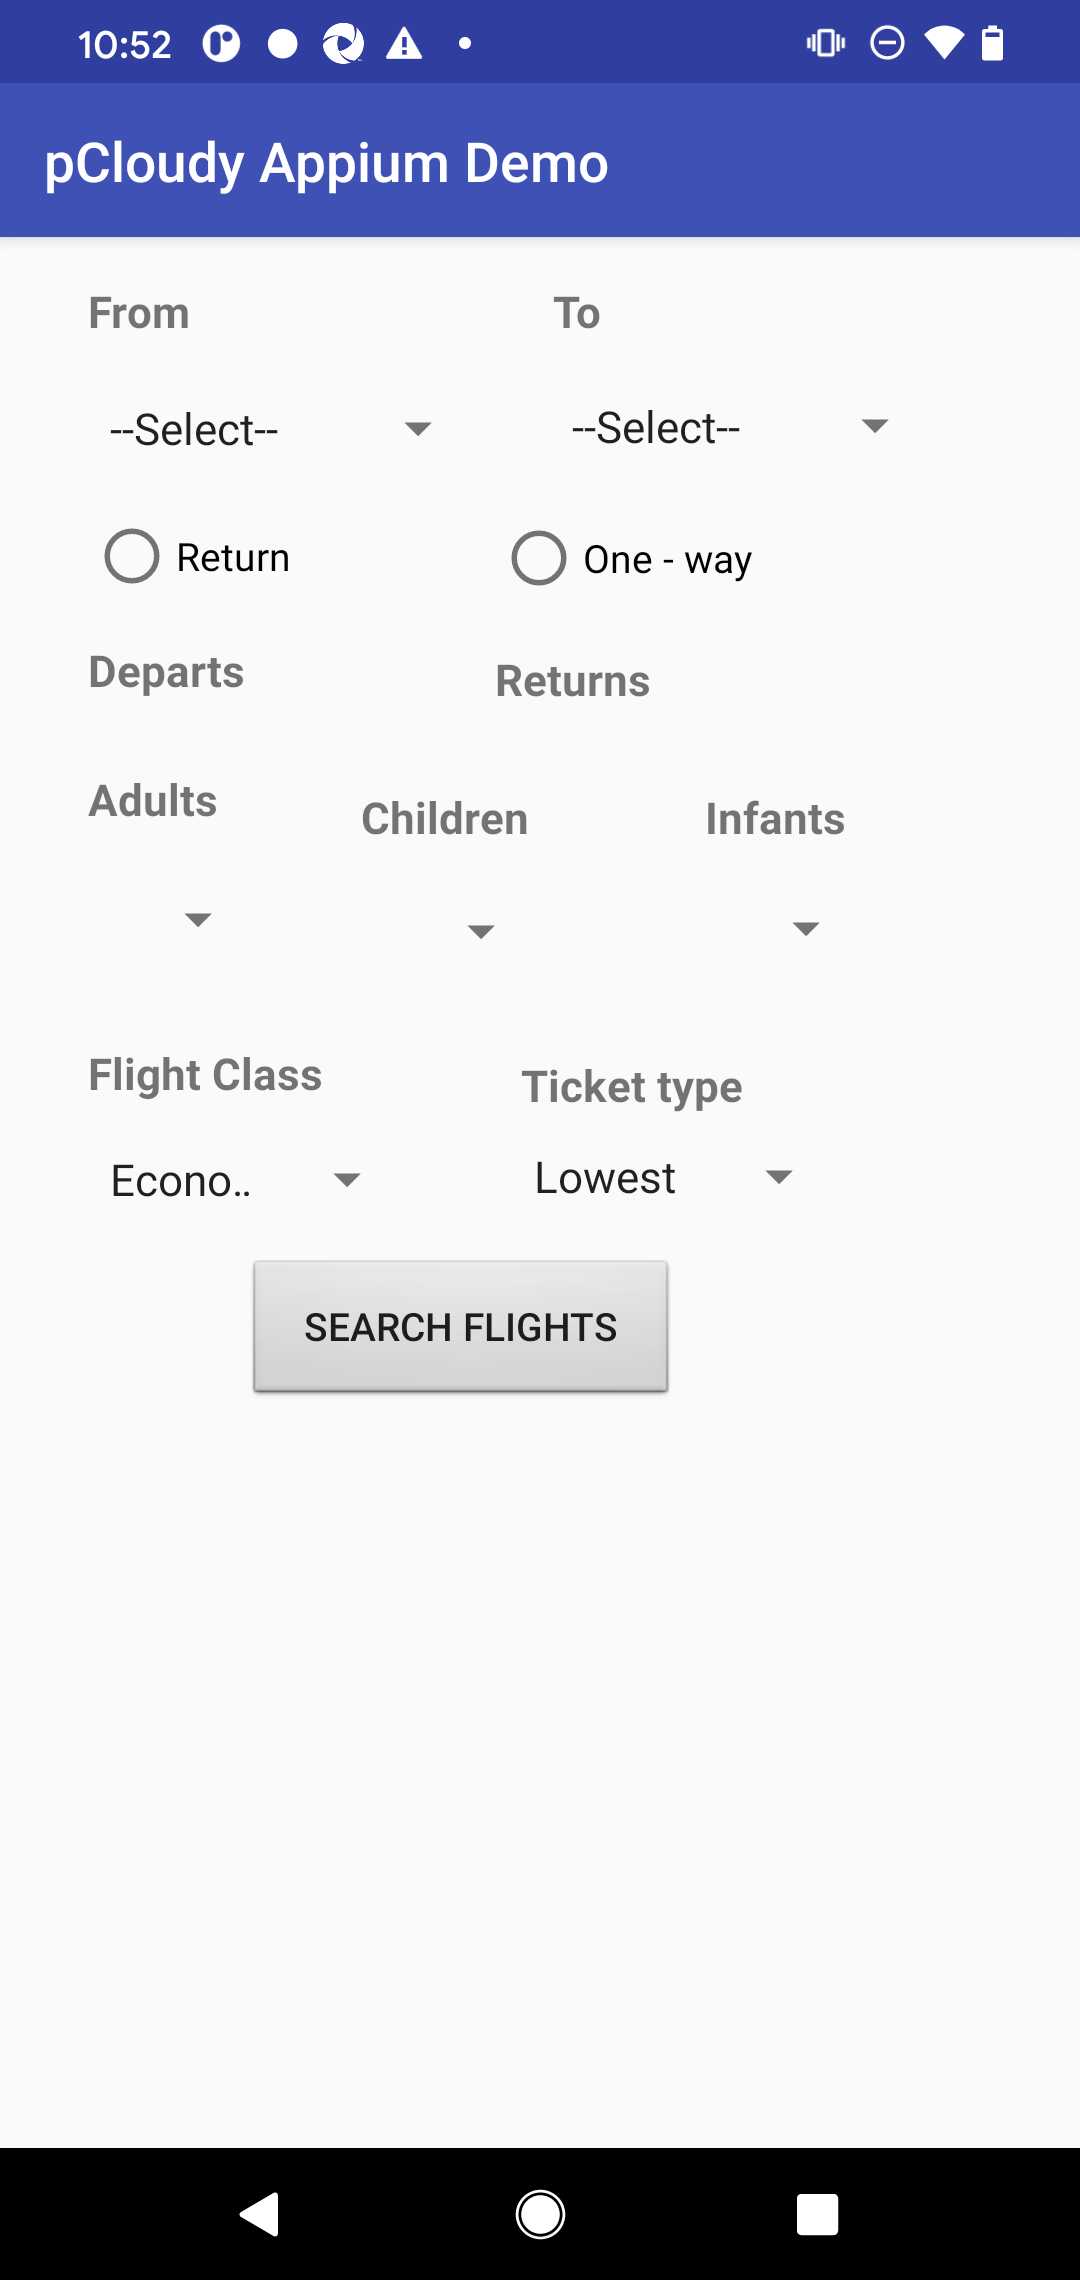 10:52
pCloudy Appium Demo
From To
--Select-- --Select--
Return One - way
Departs Returns
Adults Children Infants
Flight Class Ticket type
Econo.. Lowest
SEARCH FLIGHTS